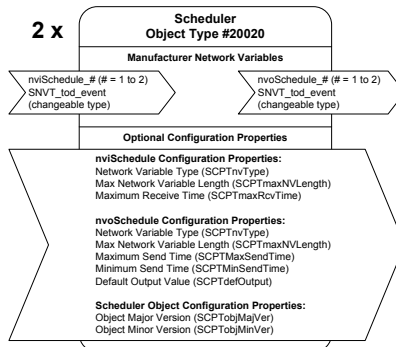 2 x
Scheduler
Object Type #20020
Manufacturer Network Variables
nviSchedule_# (# = 1 to 2)
SNVT_tod_event
(changeable type)
nvoSchedule_# (# = 1 to 2)
SNVT_tod_event
(changeable type)
Optional Configuration Properties
nviSchedule Configuration Properties:
Network Variable Type (SCPTnvType)
Max Network Variable Length (SCPTmaxNVLength)
Maximum Receive Time (SCPTmaxRcvTime)
nvoSchedule Configuration Properties:
Network Variable Type (SCPTnvType)
Max Network Variable Length (SCPTmaxNVLength)
Maximum Send Time (SCPTMaxSendTime)
Minimum Send Time (SCPTMinSendTime)
Default Output Value (SCPTdefOutput)
Scheduler Object Configuration Properties:
Object Major Version (SCPTobjMajVer)
Object Minor Version (SCPTobjMinVer)